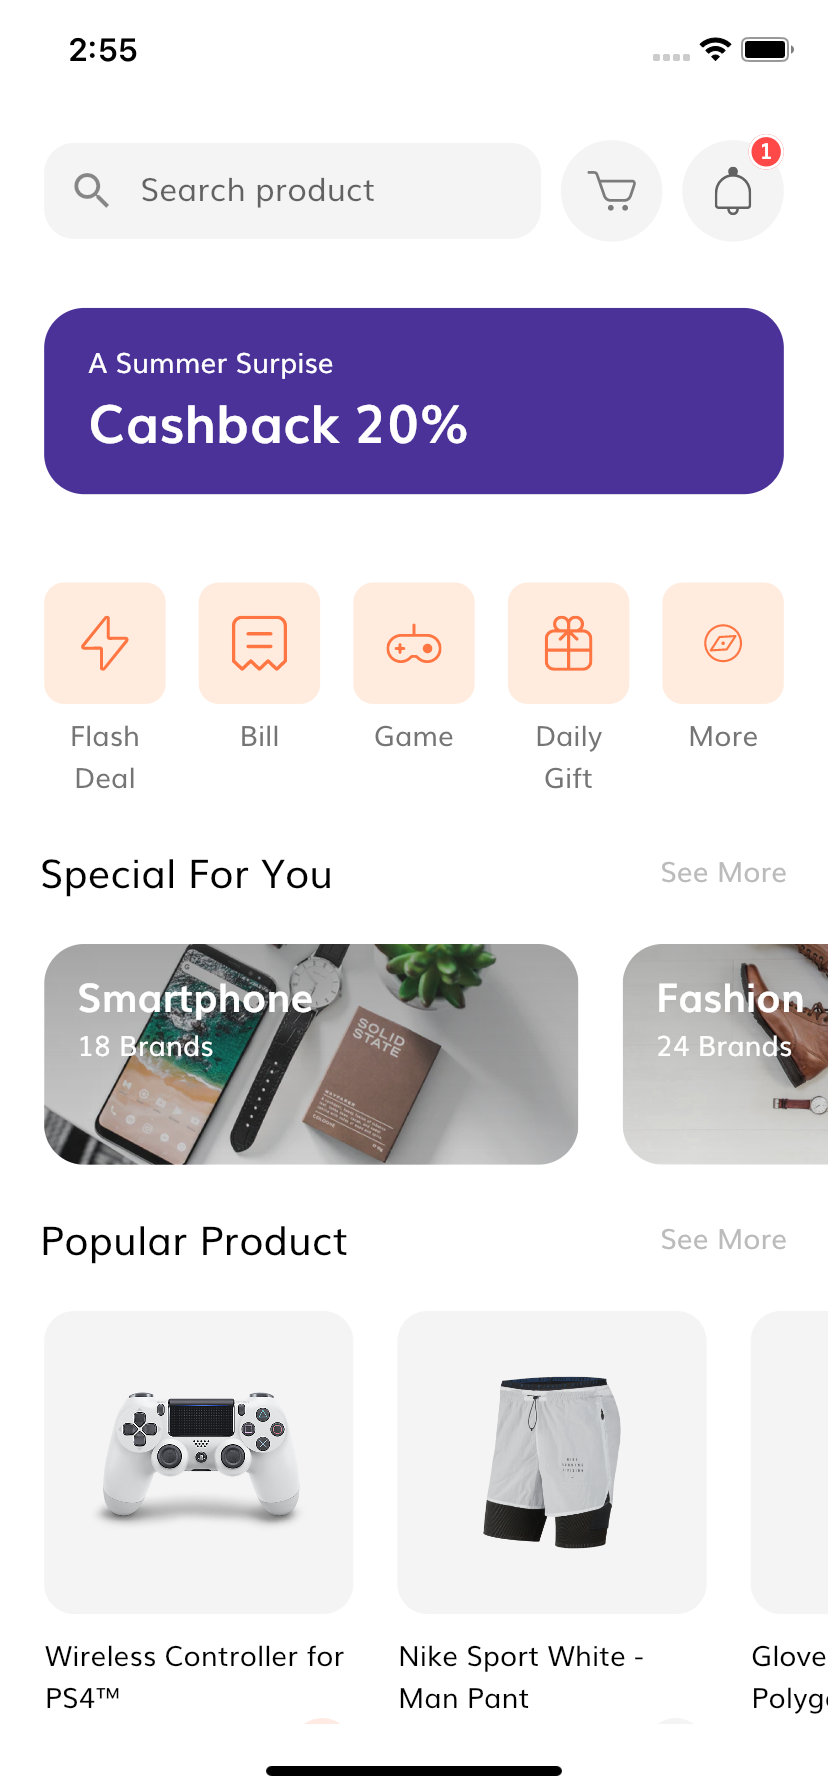 2:55
Search product
1
A Summer Surpise
Cashback 20%
Flash
Deal
Bill
Game
Daily
Gift
More
Special For You
See More
Smartphone
18 Brands
SOLID
STATE
WAYFARER
COLOGNE
Fashion
24 Brands
Popular Product
See More
Wireless Controller for
PS4™
Nike Sport White -
Man Pant
Glove
Polyg